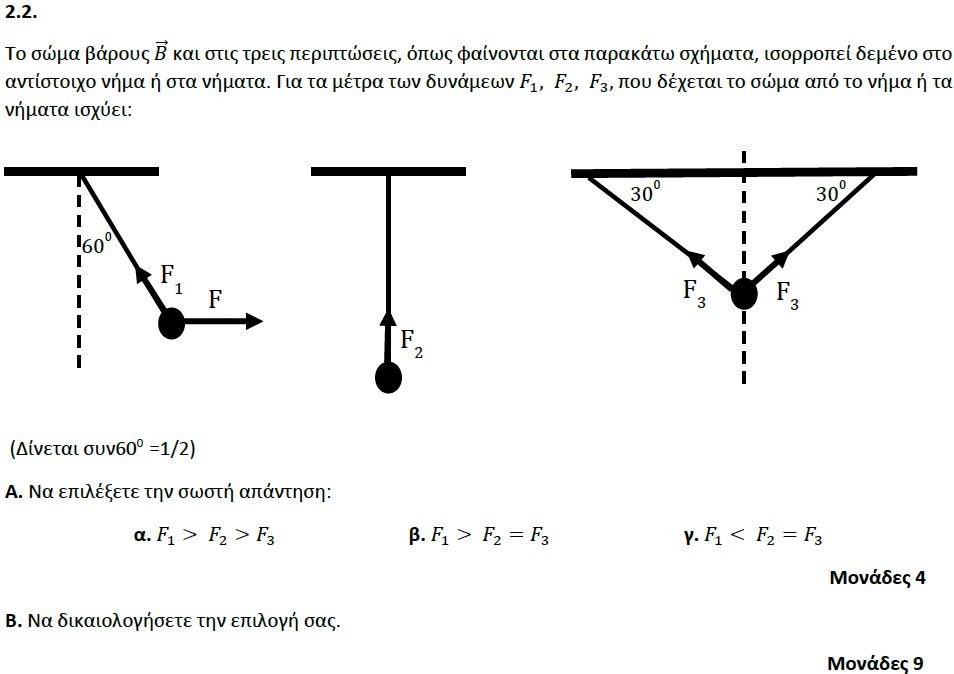 2.2.
Το σώμα βάρους B⃗ και στις τρεις περιπτώσεις, όπως φαίνονται στα παρακάτω σχήματα, ισορροπεί δεμένο στο
αντίστοιχο νήμα ή στα νήματα. Για τα μέτρα των δυνάμεων F₁, F₂, F₃, που δέχεται το σώμα από το νήμα ή τα
νήματα ισχύει:
30⁰ 30⁰
60⁰
F₁ F
F₂
F₃ F₃
(Δίνεται συν60⁰ =1/2)
Α. Να επιλέξετε την σωστή απάντηση:
α. F₁ > F₂ > F₃ β. F₁ > F₂ = F₃ γ. F₁ < F₂ = F₃
Μονάδες 4
Β. Να δικαιολογήσετε την επιλογή σας.
Μονάδες 9